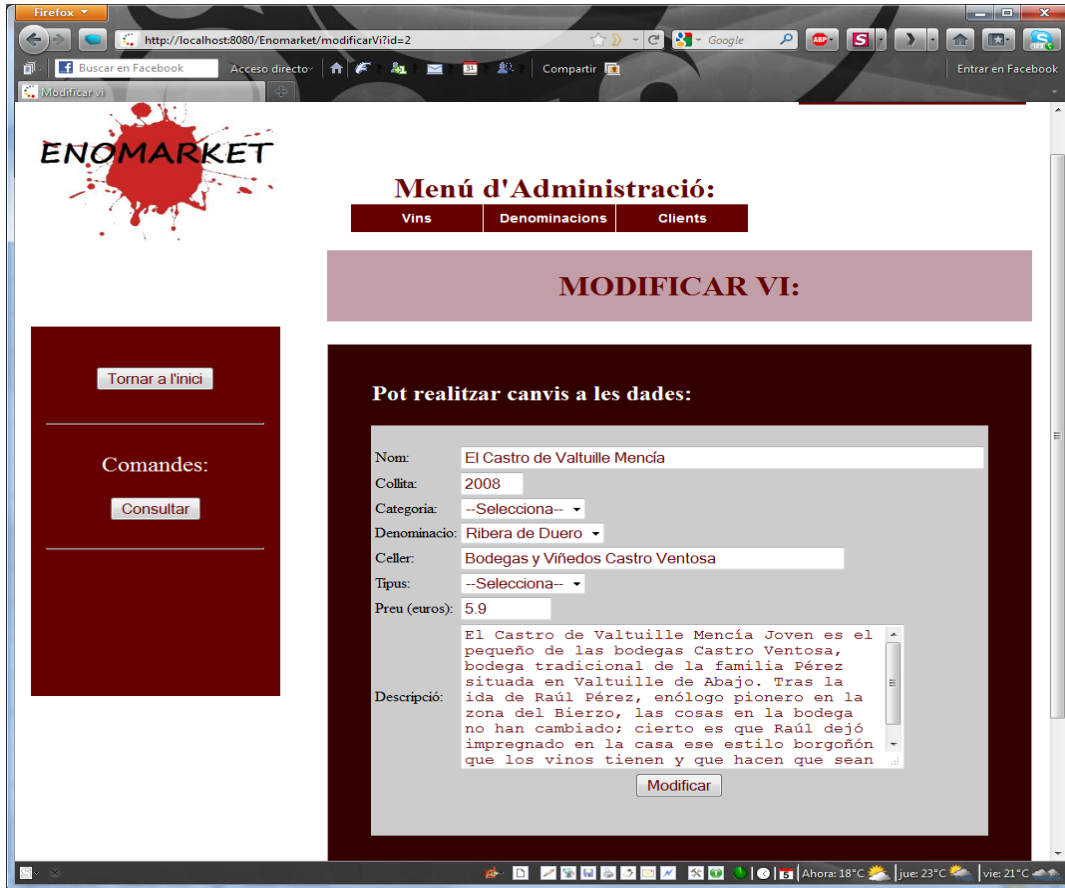 Firefox
http://localhost:8080/Enomarket/modificarVi?id=2
Google
ABP
S
Buscar en Facebook
Acceso directo
31
Compartir
Entrar en Facebook
Modificar vi
ENOMARKET
Menú d'Administració:
Vins Denominacions Clients
MODIFICAR VI:
Tornar a l'inici
Comandes:
Consultar
Pot realitzar canvis a les dades:
Nom: El Castro de Valtuille Mencía
Collita: 2008
Categoria: --Selecciona--
Denominacio: Ribera de Duero
Celler: Bodegas y Viñedos Castro Ventosa
Tipus: --Selecciona--
Preu (euros): 5.9
Descripció:
El Castro de Valtuille Mencía Joven es el
pequeño de las bodegas Castro Ventosa,
bodega tradicional de la familia Pérez
situada en Valtuille de Abajo. Tras la
ida de Raúl Pérez, enólogo pionero en la
zona del Bierzo, las cosas en la bodega
no han cambiado; cierto es que Raúl dejó
impregnado en la casa ese estilo borgoñón
que los vinos tienen y que hacen que sean
Modificar
Ahora: 18°C jue: 23°C vie: 21°C